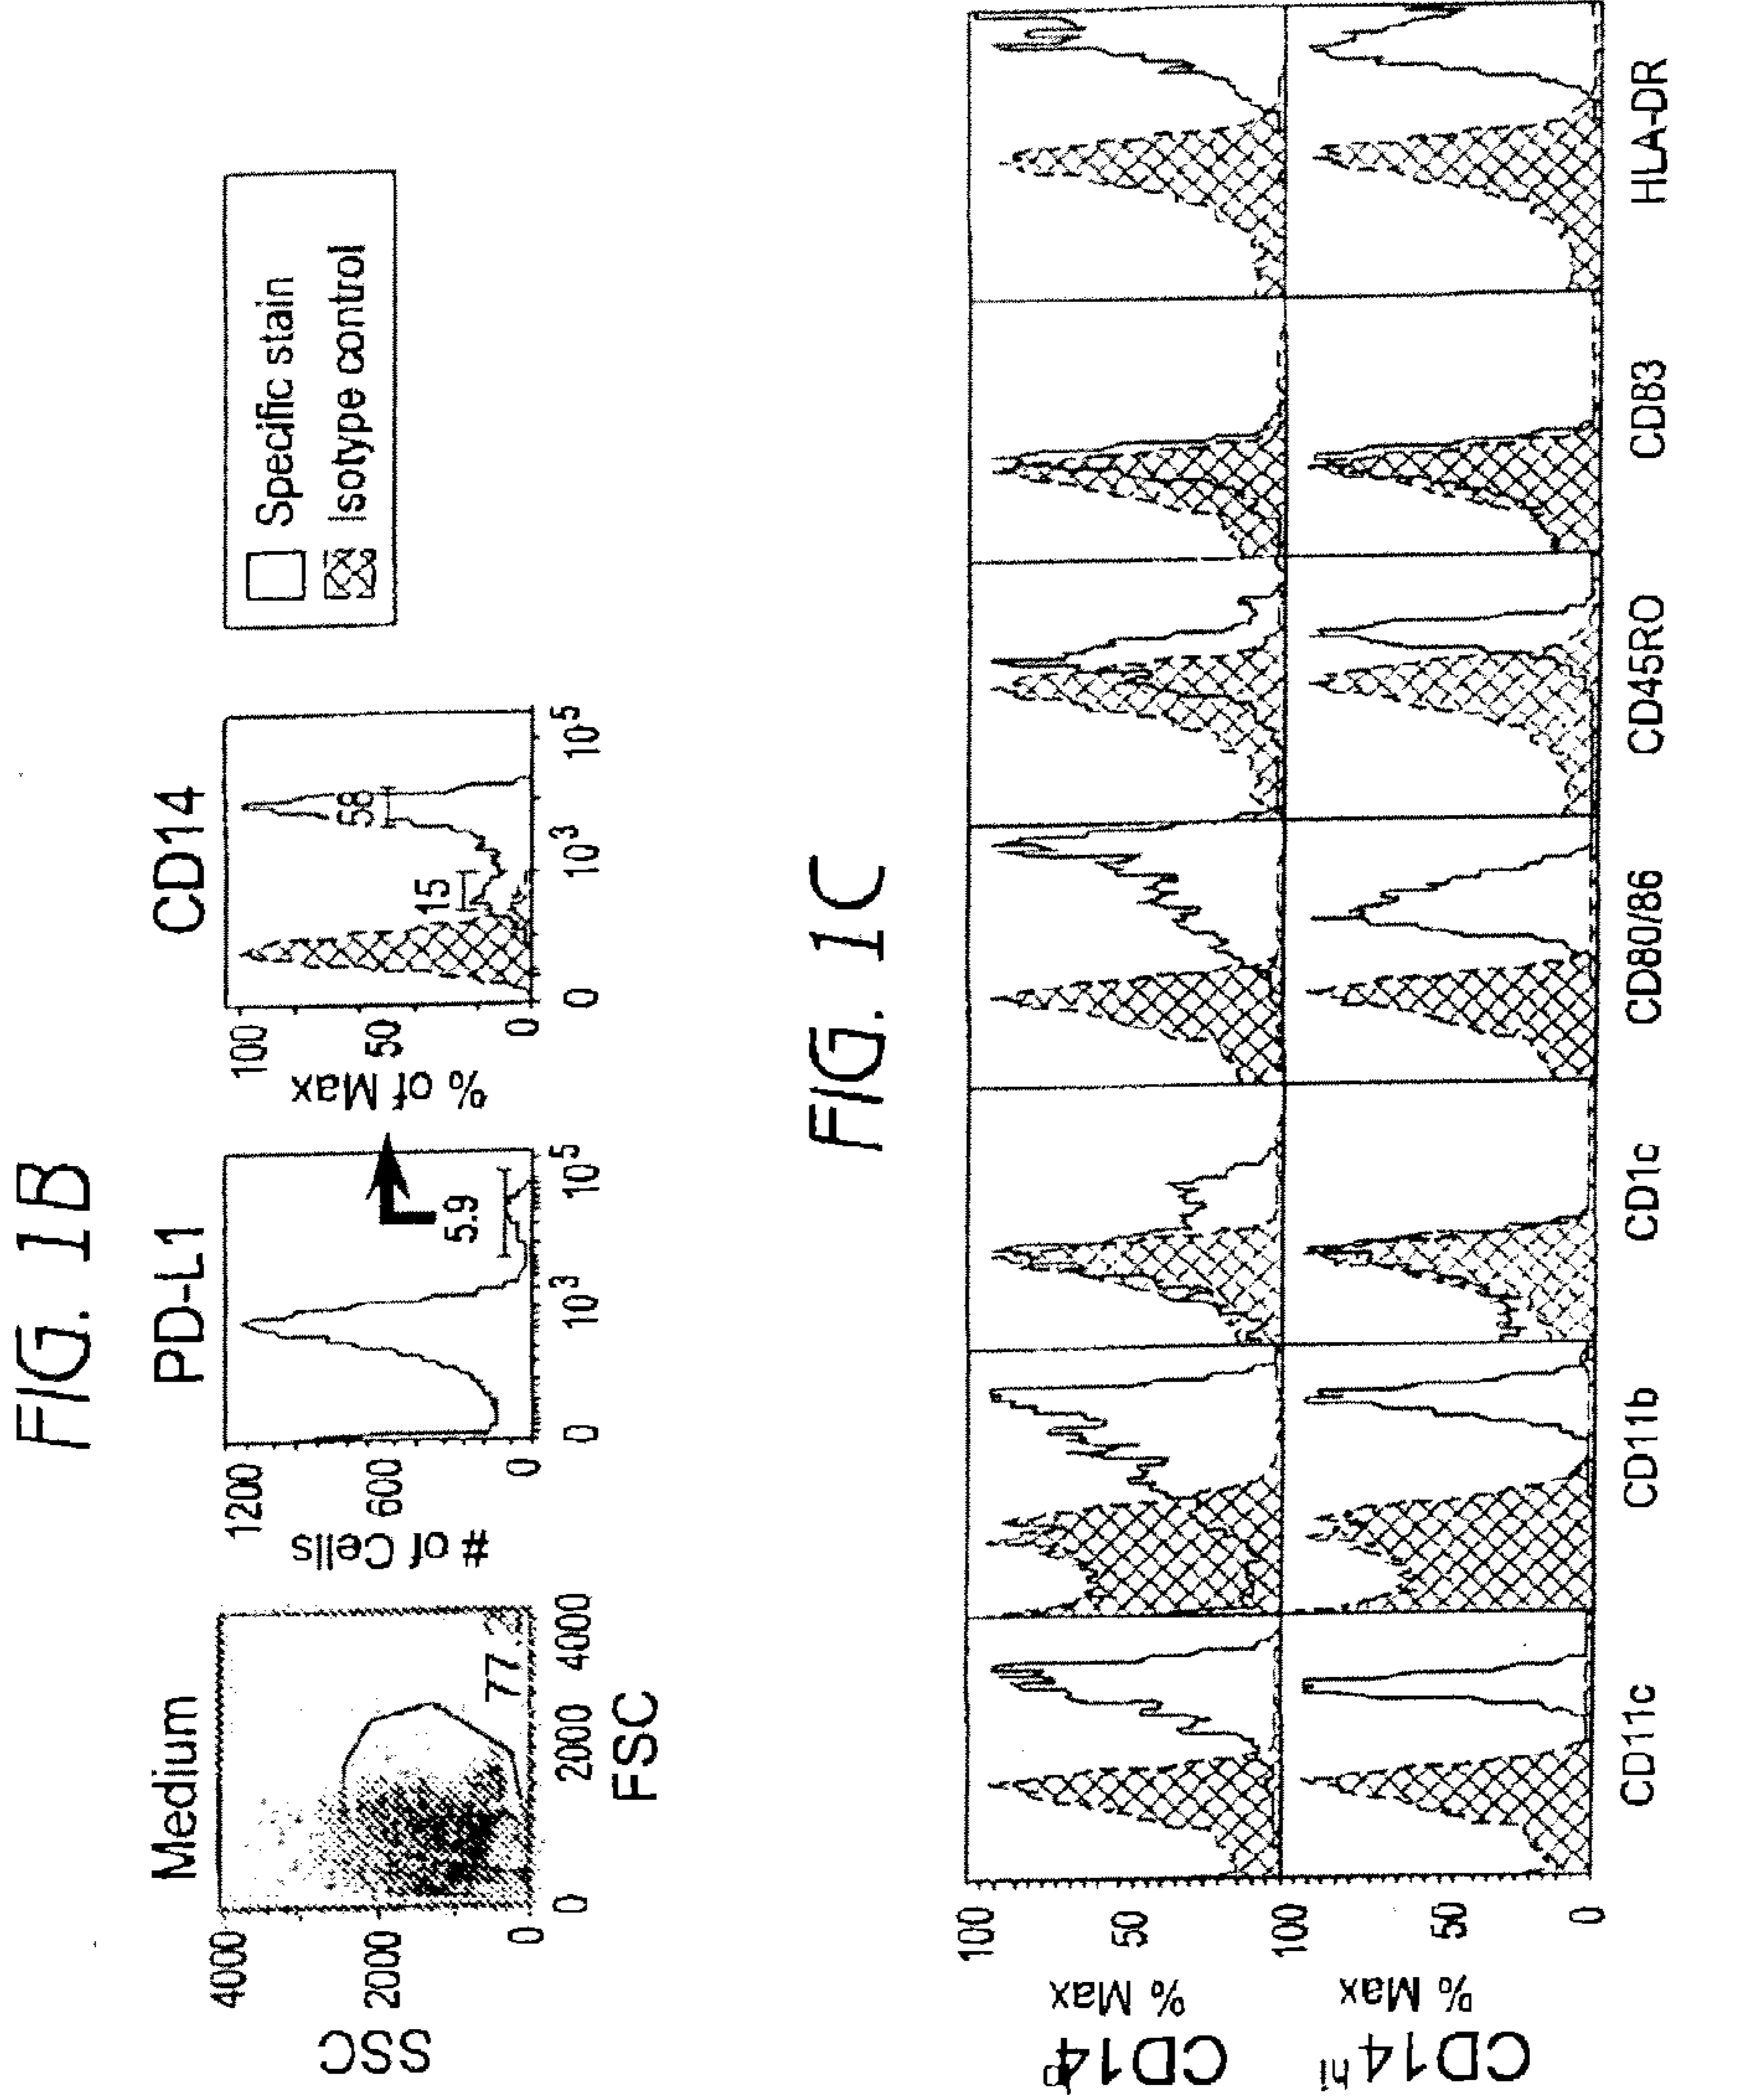 FIG. 1B
Medium
SSC
4000
2000
0
77.2
0
2000
4000
FSC
PD-L1
# of Cells
1200
600
0
5.9
0
10³
10⁵
CD14
% of Max
100
50
0
15
58
0
10³
10⁵
Specific stain
Isotype control
FIG. 1C
CD14
% Max
100
50
CD14ʰⁱ
% Max
100
50
0
CD11c
CD11b
CD1c
CD80/86
CD45RO
CD83
HLA-DR